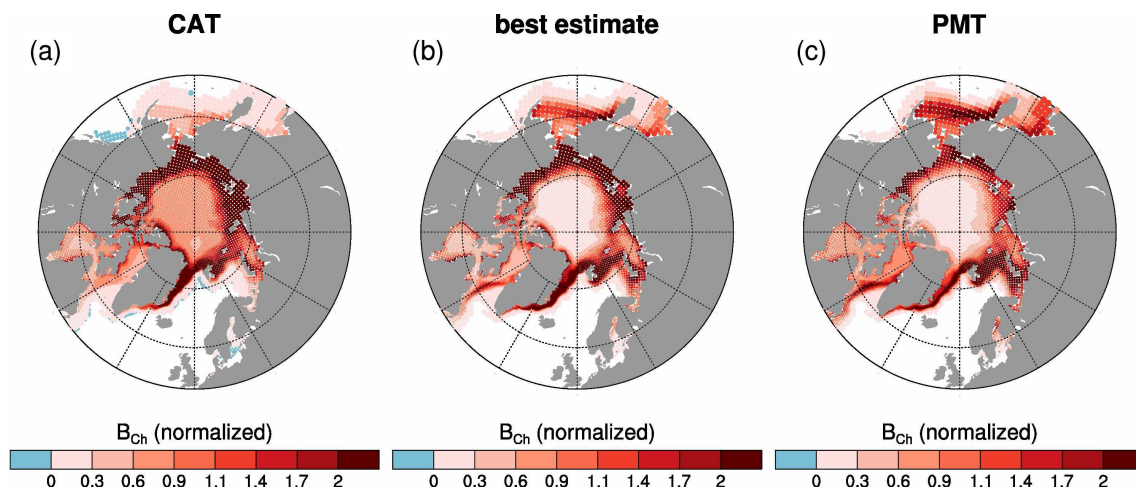 CAT
best estimate
PMT
(a)
(b)
(c)
B_Ch (normalized)
B_Ch (normalized)
B_Ch (normalized)
0 0.3 0.6 0.9 1.1 1.4 1.7 2
0 0.3 0.6 0.9 1.1 1.4 1.7 2
0 0.3 0.6 0.9 1.1 1.4 1.7 2